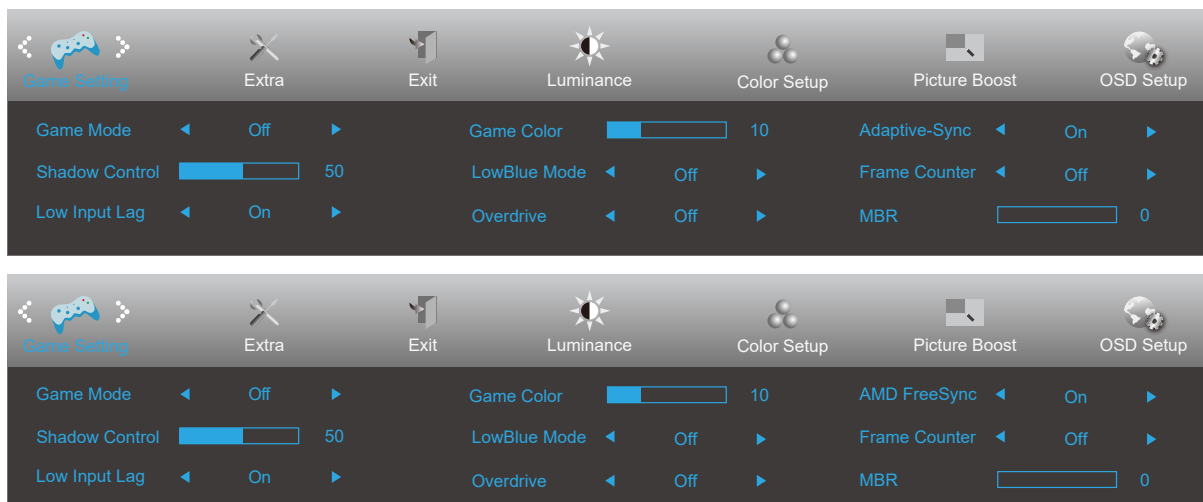 Game Setting Extra Exit Luminance Color Setup Picture Boost OSD Setup
Game Mode Off Game Color 10 Adaptive-Sync On
Shadow Control 50 LowBlue Mode Off Frame Counter Off
Low Input Lag On Overdrive Off MBR 0
Game Setting Extra Exit Luminance Color Setup Picture Boost OSD Setup
Game Mode Off Game Color 10 AMD FreeSync On
Shadow Control 50 LowBlue Mode Off Frame Counter Off
Low Input Lag On Overdrive Off MBR 0